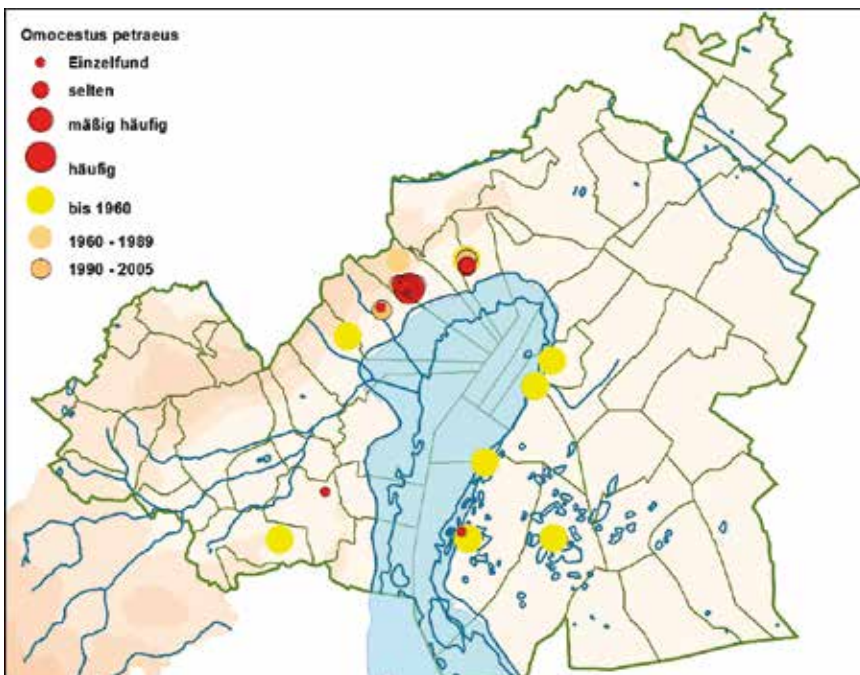 Omocestus petraeus
Einzelfund
selten
mäßig häufig
häufig
bis 1960
1960 - 1989
1990 - 2005